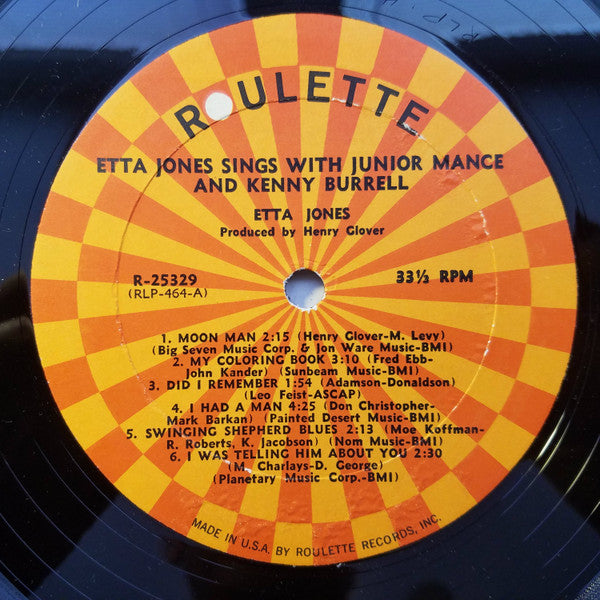 ROULETTE
ETTA JONES SINGS WITH JUNIOR MANCE
AND KENNY BURRELL
ETTA JONES
Produced by Henry Glover
R-25329
(RLP-464-A)
33⅓ RPM
1. MOON MAN 2:15 (Henry Glover-M. Levy)
(Big Seven Music Corp. & Jon Ware Music-BMI)
2. MY COLORING BOOK 3:10 (Fred Ebb-
John Kander) (Sunbeam Music-BMI)
3. DID I REMEMBER 1:54 (Adamson-Donaldson)
(Leo Feist-ASCAP)
4. I HAD A MAN 4:25 (Don Christopher-
Mark Barkan) (Painted Desert Music-BMI)
5. SWINGING SHEPHERD BLUES 2:13 (Moe Koffman-
R. Roberts, K. Jacobson) (Nom Music-BMI)
6. I WAS TELLING HIM ABOUT YOU 2:30
(M. Charlays-D. George)
(Planetary Music Corp.-BMI)
MADE IN U.S.A. BY ROULETTE RECORDS, INC.